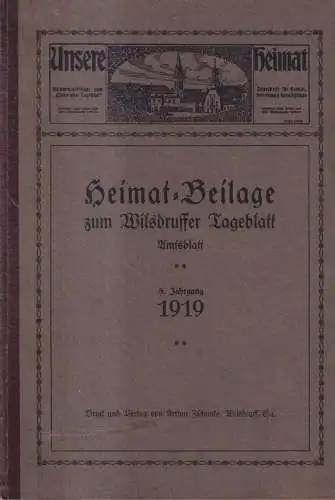 Unsere Heimat
Heimat-Beilage
zum Wilsdruffer Tageblatt
Amtsblatt
Jahrgang
1919
Druck und Verlag von Arthur Zschunke, Wilsdruff-Sa.